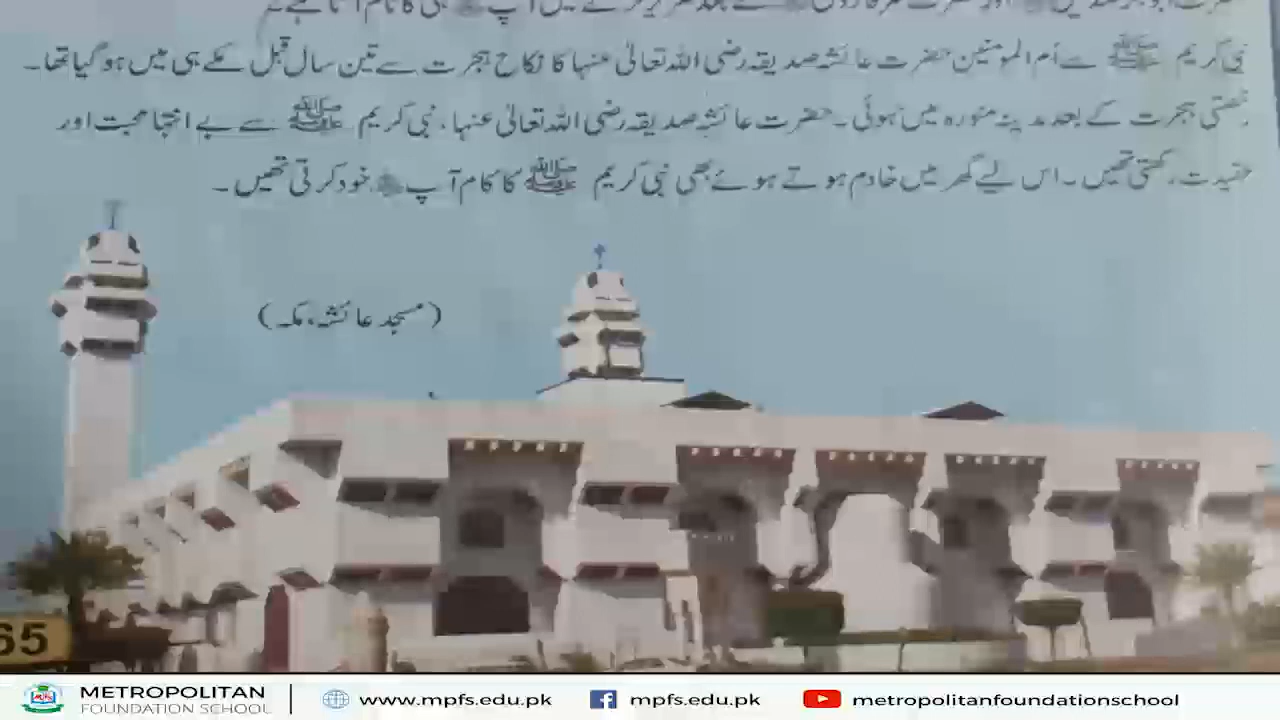 نبی کریم ﷺ سے اُم المومنین حضرت عائشہ صدیقہ رضی اللہ تعالیٰ عنہا کا نکاح ہجرت سے تین سال قبل مکے ہی میں ہو گیا تھا۔
ہجرت کے بعد مدینہ منورہ میں ہوئی۔ حضرت عائشہ صدیقہ رضی اللہ تعالیٰ عنہا، نبی کریم ﷺ سے بے انتہا محبت اور
رکھتی تھیں۔ اس لیے گھر میں خادم ہوتے ہوئے بھی نبی کریم ﷺ کا کام آپ خود کرتی تھیں۔
(مسجد عائشہ، مکہ)
65
METROPOLITAN
FOUNDATION SCHOOL
www.mpfs.edu.pk
mpfs.edu.pk
metropolitanfoundationschool